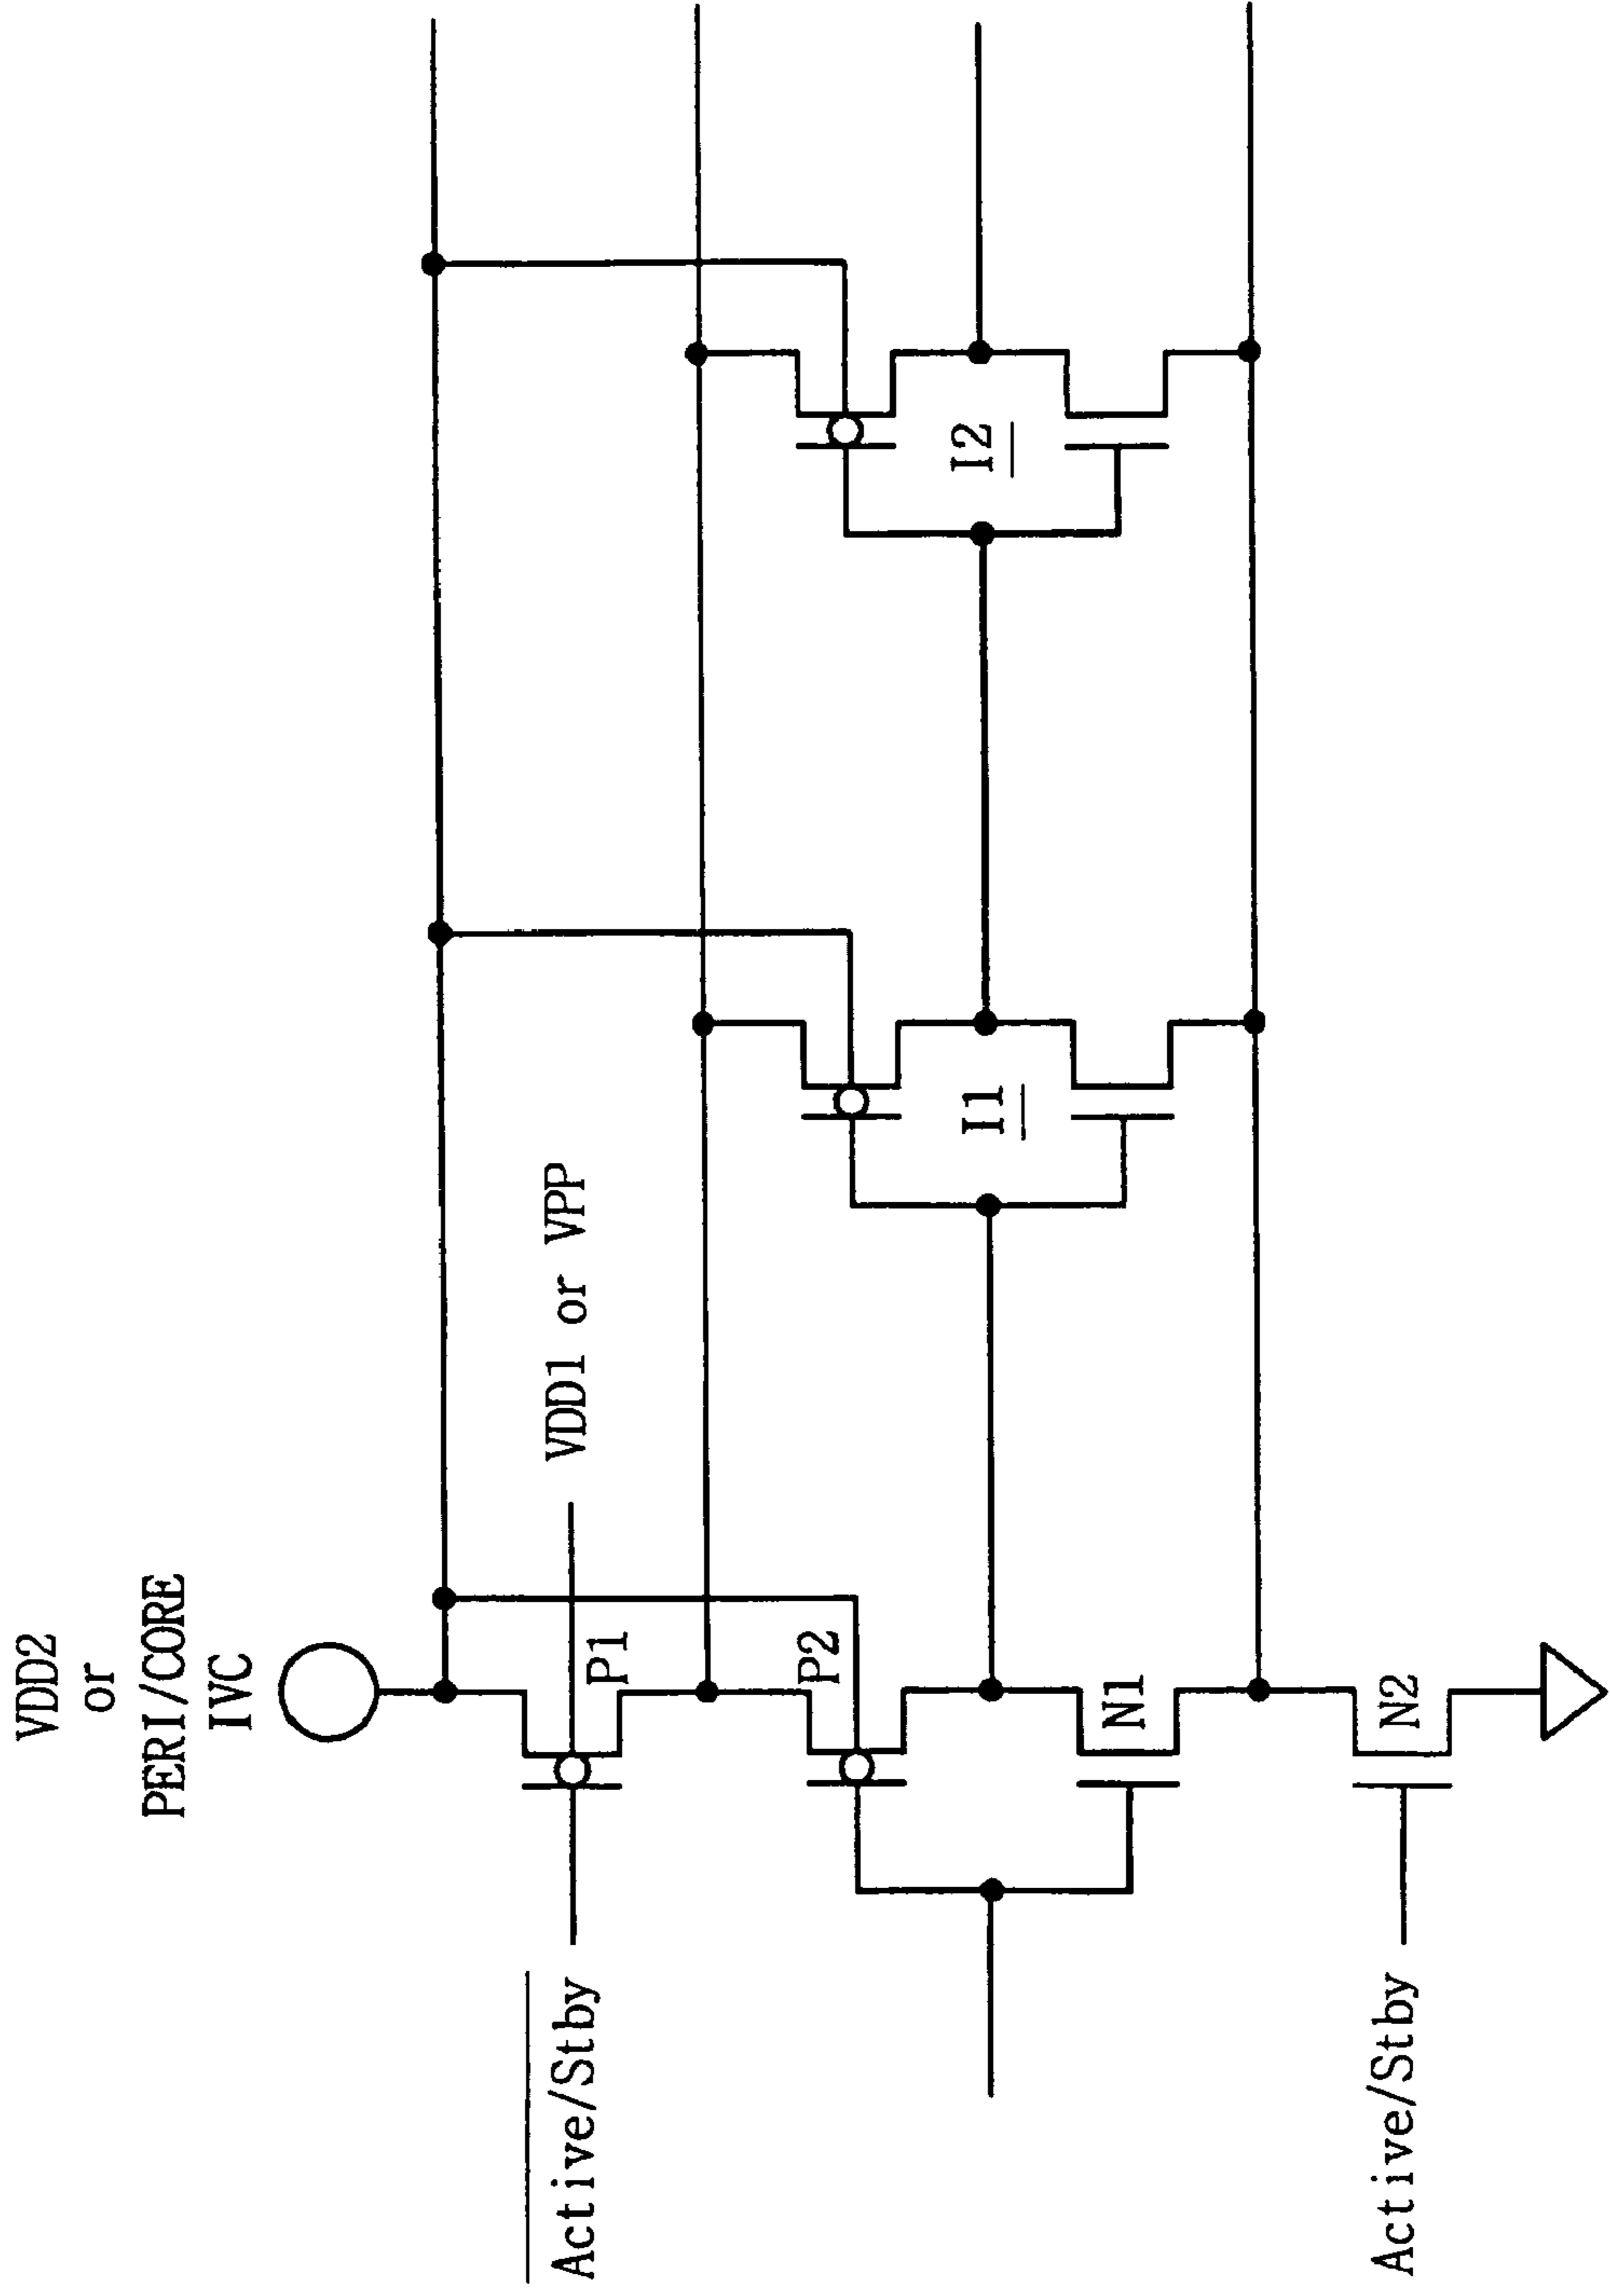 VDD2
or
PERI/CORE
IVC
VDD1 or VPP
P1
Active/Stby
P2
I1
I2
N1
N2
Active/Stby